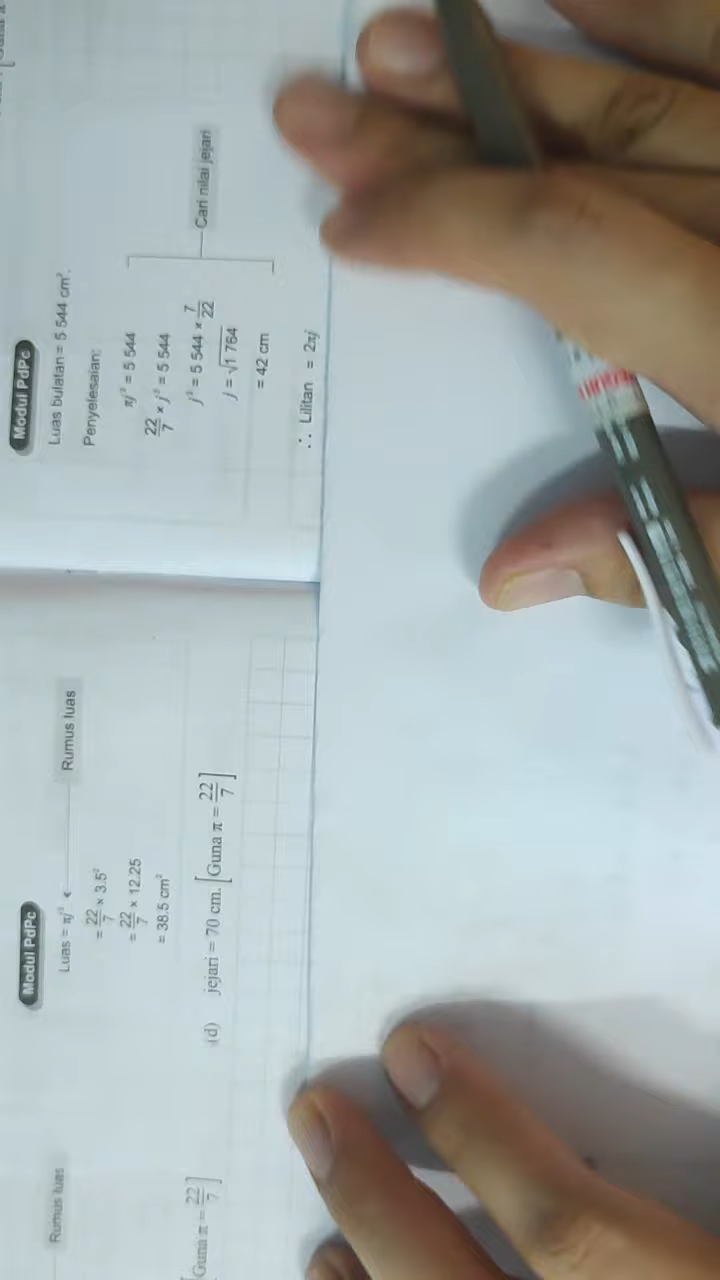 Rumus luas
[Guna π = 22/7]
Modul PdPc
Luas = πj²
Rumus luas
= 22/7 × 3.5²
= 22/7 × 12.25
= 38.5 cm²
(d) jejari = 70 cm. [Guna π = 22/7]
Modul PdPc
Luas bulatan = 5 544 cm².
Penyelesaian:
πj² = 5 544
22/7 × j² = 5 544
j² = 5 544 × 7/22
j = √1 764
= 42 cm
Cari nilai jejari
∴ Lilitan = 2πj